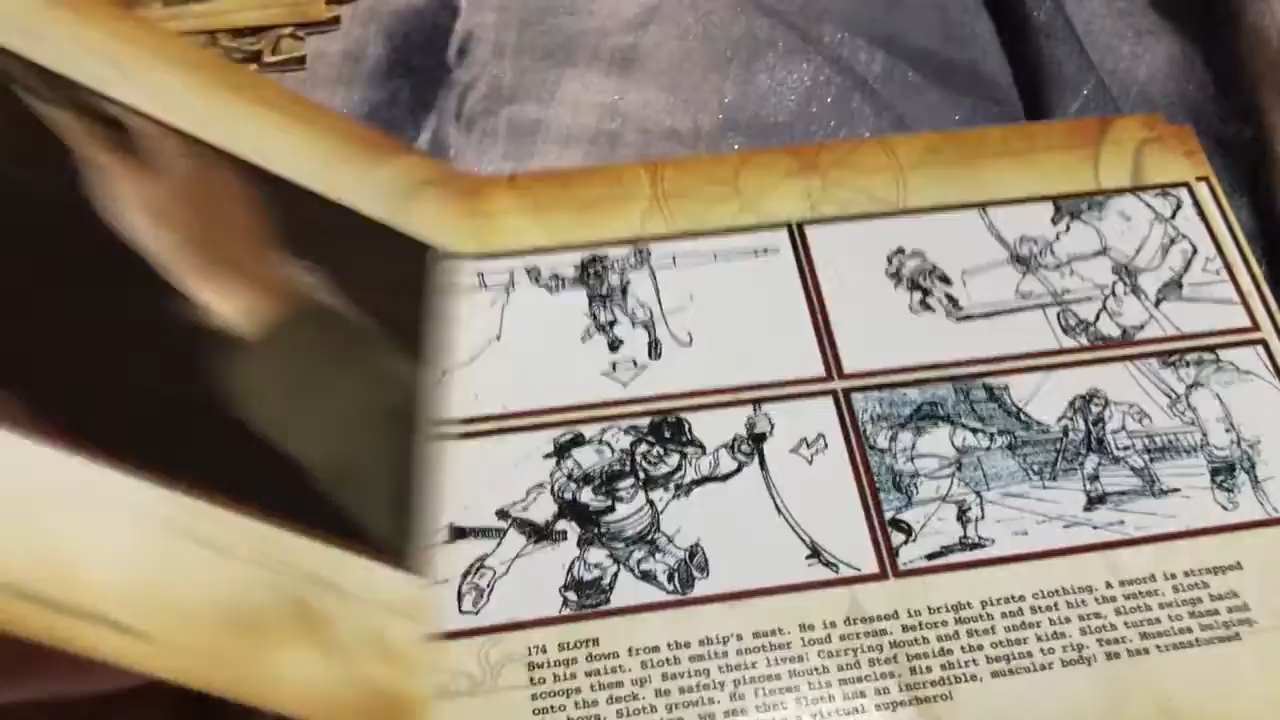 174 SLOTH
Swings down from the ship's mast. He is dressed in bright pirate clothing. A sword is strapped
to his waist. Sloth emits another loud scream. Before Mouth and Stef hit the water, Sloth
scoops them up! Saving their lives! Carrying Mouth and Stef under his arm, Sloth swings back
onto the deck. He safely places Mouth and Stef beside the other kids. Sloth turns to Mama and
boys. Sloth growls. He flexes his muscles. His shirt begins to rip. Tear. Muscles bulging.
we see that Sloth has an incredible, muscular body! He has transformed
a virtual superhero!